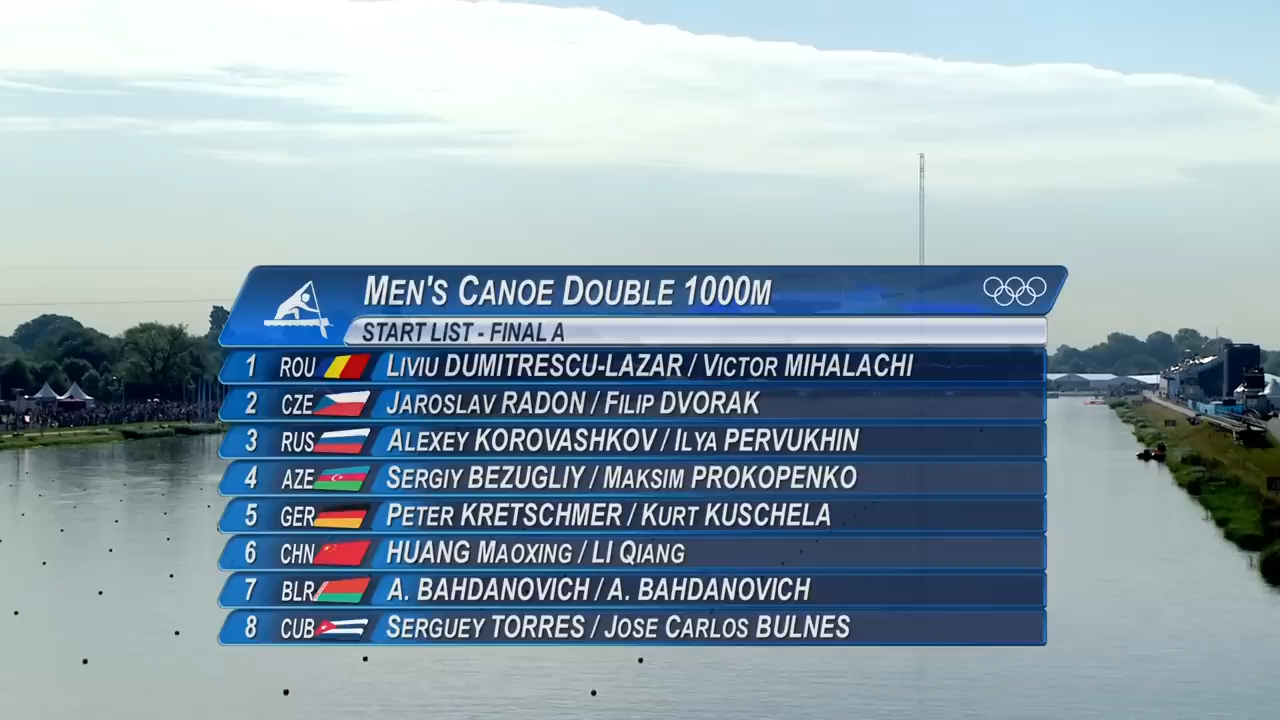 MEN'S CANOE DOUBLE 1000M
START LIST - FINAL A
1 ROU LIVIU DUMITRESCU-LAZAR / VICTOR MIHALACHI
2 CZE JAROSLAV RADON / FILIP DVORAK
3 RUS ALEXEY KOROVASHKOV / ILYA PERVUKHIN
4 AZE SERGIY BEZUGLIY / MAKSIM PROKOPENKO
5 GER PETER KRETSCHMER / KURT KUSCHELA
6 CHN HUANG MAOXING / LI QIANG
7 BLR A. BAHDANOVICH / A. BAHDANOVICH
8 CUB SERGUEY TORRES / JOSE CARLOS BULNES